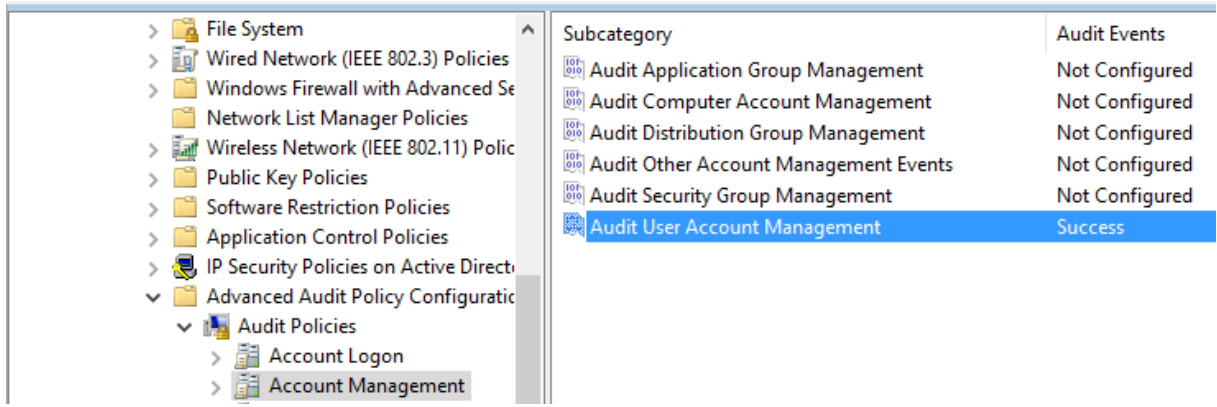 File System
Wired Network (IEEE 802.3) Policies
Windows Firewall with Advanced Se
Network List Manager Policies
Wireless Network (IEEE 802.11) Polic
Public Key Policies
Software Restriction Policies
Application Control Policies
IP Security Policies on Active Direct
Advanced Audit Policy Configuratic
Audit Policies
Account Logon
Account Management
Subcategory Audit Events
Audit Application Group Management Not Configured
Audit Computer Account Management Not Configured
Audit Distribution Group Management Not Configured
Audit Other Account Management Events Not Configured
Audit Security Group Management Not Configured
Audit User Account Management Success